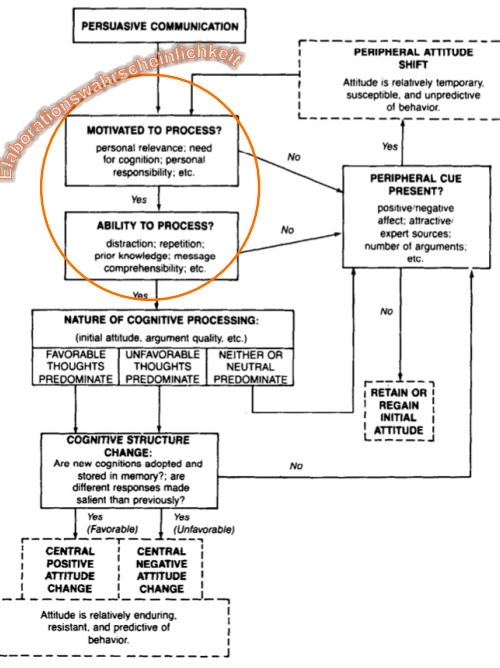 PERSUASIVE COMMUNICATION
Elaborationswahrscheinlichkeit
PERIPHERAL ATTITUDE
SHIFT
Attitude is relatively temporary,
susceptible, and unpredictive
of behavior.
MOTIVATED TO PROCESS?
personal relevance; need
for cognition; personal
responsibility; etc.
No
Yes
PERIPHERAL CUE
PRESENT?
positive/negative
affect; attractive/
expert sources;
number of arguments;
etc.
Yes
ABILITY TO PROCESS?
distraction; repetition;
prior knowledge; message
comprehensibility; etc.
No
Yes
No
NATURE OF COGNITIVE PROCESSING:
(initial attitude, argument quality, etc.)
FAVORABLE
THOUGHTS
PREDOMINATE
UNFAVORABLE
THOUGHTS
PREDOMINATE
NEITHER OR
NEUTRAL
PREDOMINATE
RETAIN OR
REGAIN
INITIAL
ATTITUDE
COGNITIVE STRUCTURE
CHANGE:
Are new cognitions adopted and
stored in memory?; are
different responses made
salient than previously?
No
Yes
(Favorable)
Yes
(Unfavorable)
CENTRAL
POSITIVE
ATTITUDE
CHANGE
CENTRAL
NEGATIVE
ATTITUDE
CHANGE
Attitude is relatively enduring,
resistant, and predictive of
behavior.